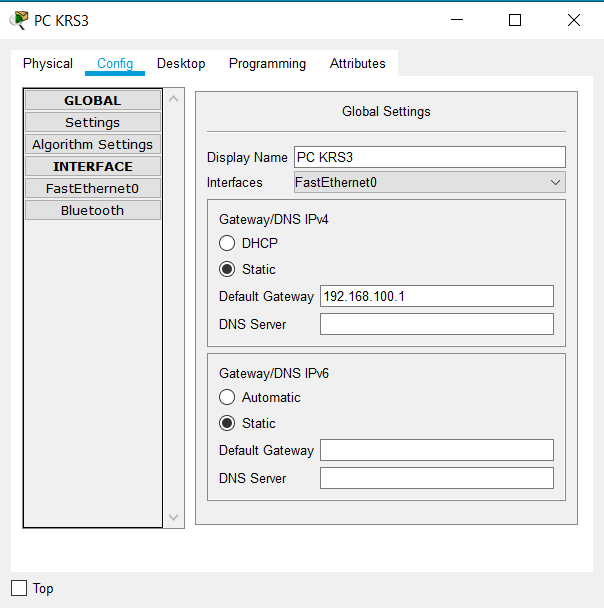 PC KRS3
Physical Config Desktop Programming Attributes
GLOBAL
Settings
Algorithm Settings
INTERFACE
FastEthernet0
Bluetooth
Global Settings
Display Name PC KRS3
Interfaces FastEthernet0
Gateway/DNS IPv4
DHCP
Static
Default Gateway 192.168.100.1
DNS Server
Gateway/DNS IPv6
Automatic
Static
Default Gateway
DNS Server
Top